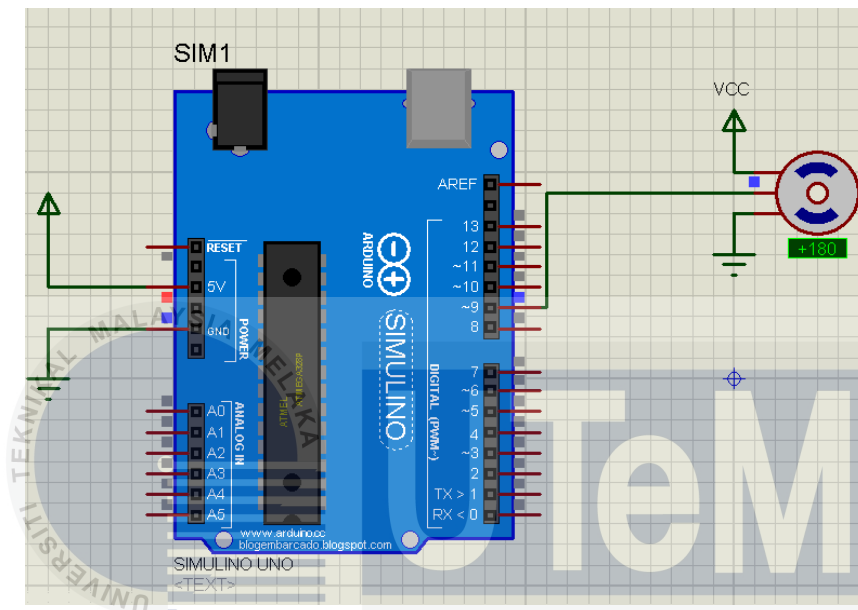 SIM1
VCC
AREF
RESET
5V
GND
POWER
13
12
~11
~10
~9
8
+180
ARDUINO
SIMULINO
DIGITAL (PWM~)
7
~6
~5
4
~3
2
TX > 1
RX < 0
ANALOG IN
A0
A1
A2
A3
A4
A5
ATMEL
ATMEGA328P
www.arduino.cc
blogembarcado.blogspot.com
SIMULINO UNO
<TEXT>
UNIVERSITI TEKNIKAL MALAYSIA MELAKA
UTeM